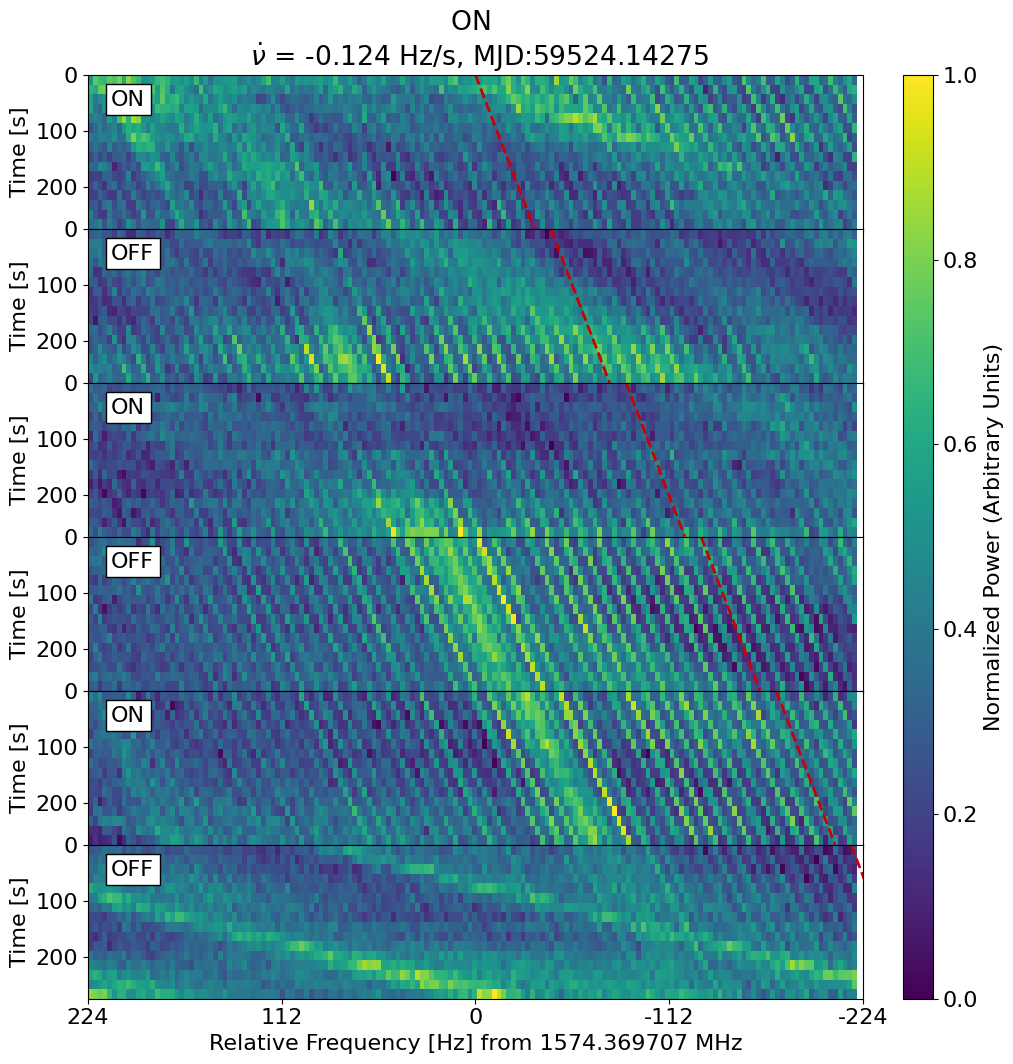 ON
ν̇ = -0.124 Hz/s, MJD:59524.14275
0
100
200
Time [s]
ON
0
100
200
Time [s]
OFF
0
100
200
Time [s]
ON
0
100
200
Time [s]
OFF
0
100
200
Time [s]
ON
0
100
200
Time [s]
OFF
224 112 0 -112 -224
Relative Frequency [Hz] from 1574.369707 MHz
1.0
0.8
0.6
0.4
0.2
0.0
Normalized Power (Arbitrary Units)